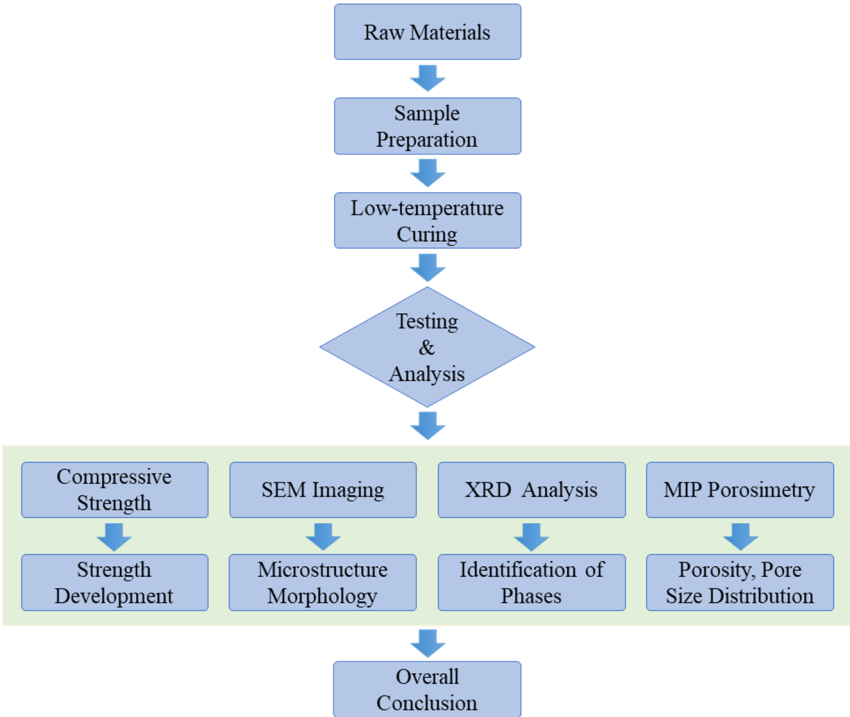 Raw Materials
Sample
Preparation
Low-temperature
Curing
Testing
&
Analysis
Compressive
Strength
SEM Imaging
XRD Analysis
MIP Porosimetry
Strength
Development
Microstructure
Morphology
Identification of
Phases
Porosity, Pore
Size Distribution
Overall
Conclusion